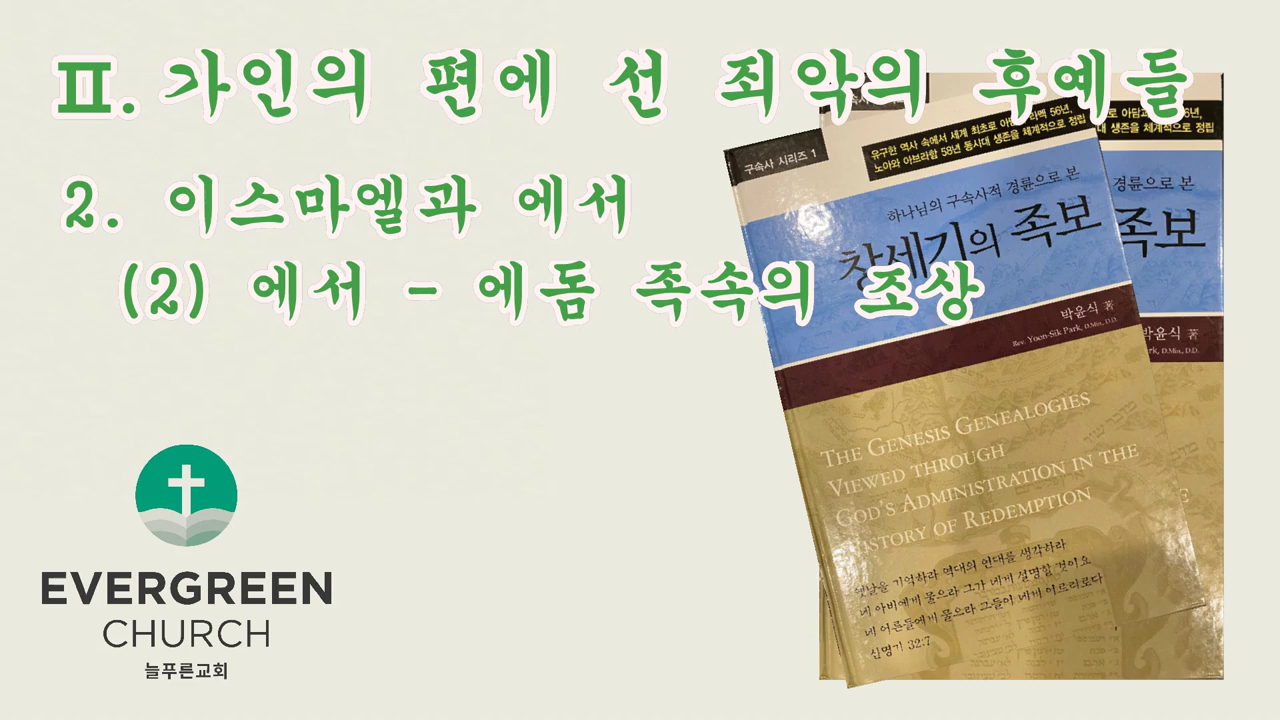 Ⅱ. 가인의 편에 선 죄악의 후예들
2. 이스마엘과 에서
(2) 에서 - 에돔 족속의 조상
구속사 시리즈 1
유구한 역사 속에서 세계 최초로 아담과 라멕 56년,
노아와 아브라함 58년 동시대 생존을 체계적으로 정립
하나님의 구속사적 경륜으로 본
창세기의 족보
박윤식 著
Rev. Yoon-Sik Park, D.Min., D.D.
THE GENESIS GENEALOGIES
VIEWED THROUGH
GOD'S ADMINISTRATION IN THE
HISTORY OF REDEMPTION
옛날을 기억하라 역대의 연대를 생각하라
네 아비에게 물으라 그가 네게 설명할 것이요
네 어른들에게 물으라 그들이 네게 이르리로다
신명기 32:7
경륜으로 본
족보
박윤식 著
rk, D.Min., D.D.
EVERGREEN
CHURCH
늘푸른교회